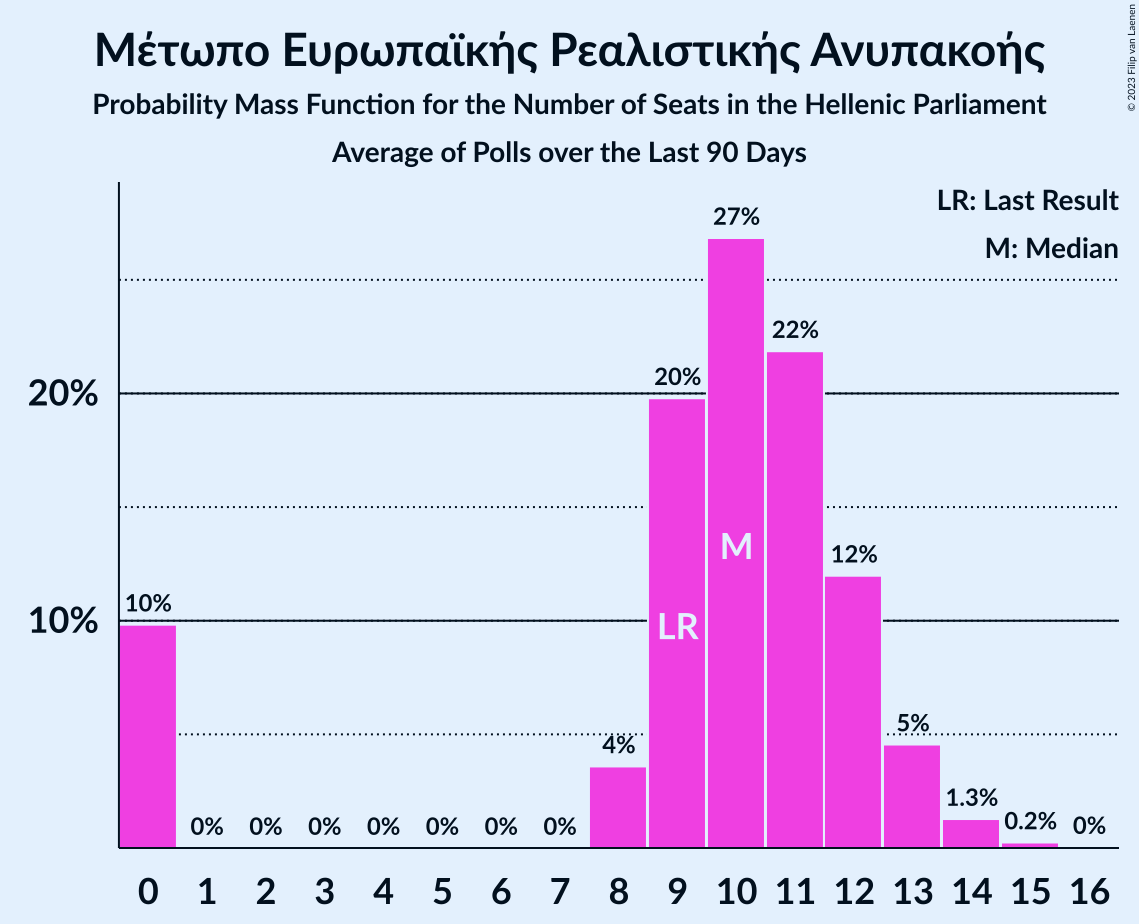 Μέτωπο Ευρωπαϊκής Ρεαλιστικής Ανυπακοής
Probability Mass Function for the Number of Seats in the Hellenic Parliament
Average of Polls over the Last 90 Days
© 2023 Filip van Laenen
LR: Last Result
M: Median
20%
10%
10%
0%
0%
0%
0%
0%
0%
0%
4%
20%
27%
22%
12%
5%
1.3%
0.2%
0%
LR
M
0 1 2 3 4 5 6 7 8 9 10 11 12 13 14 15 16